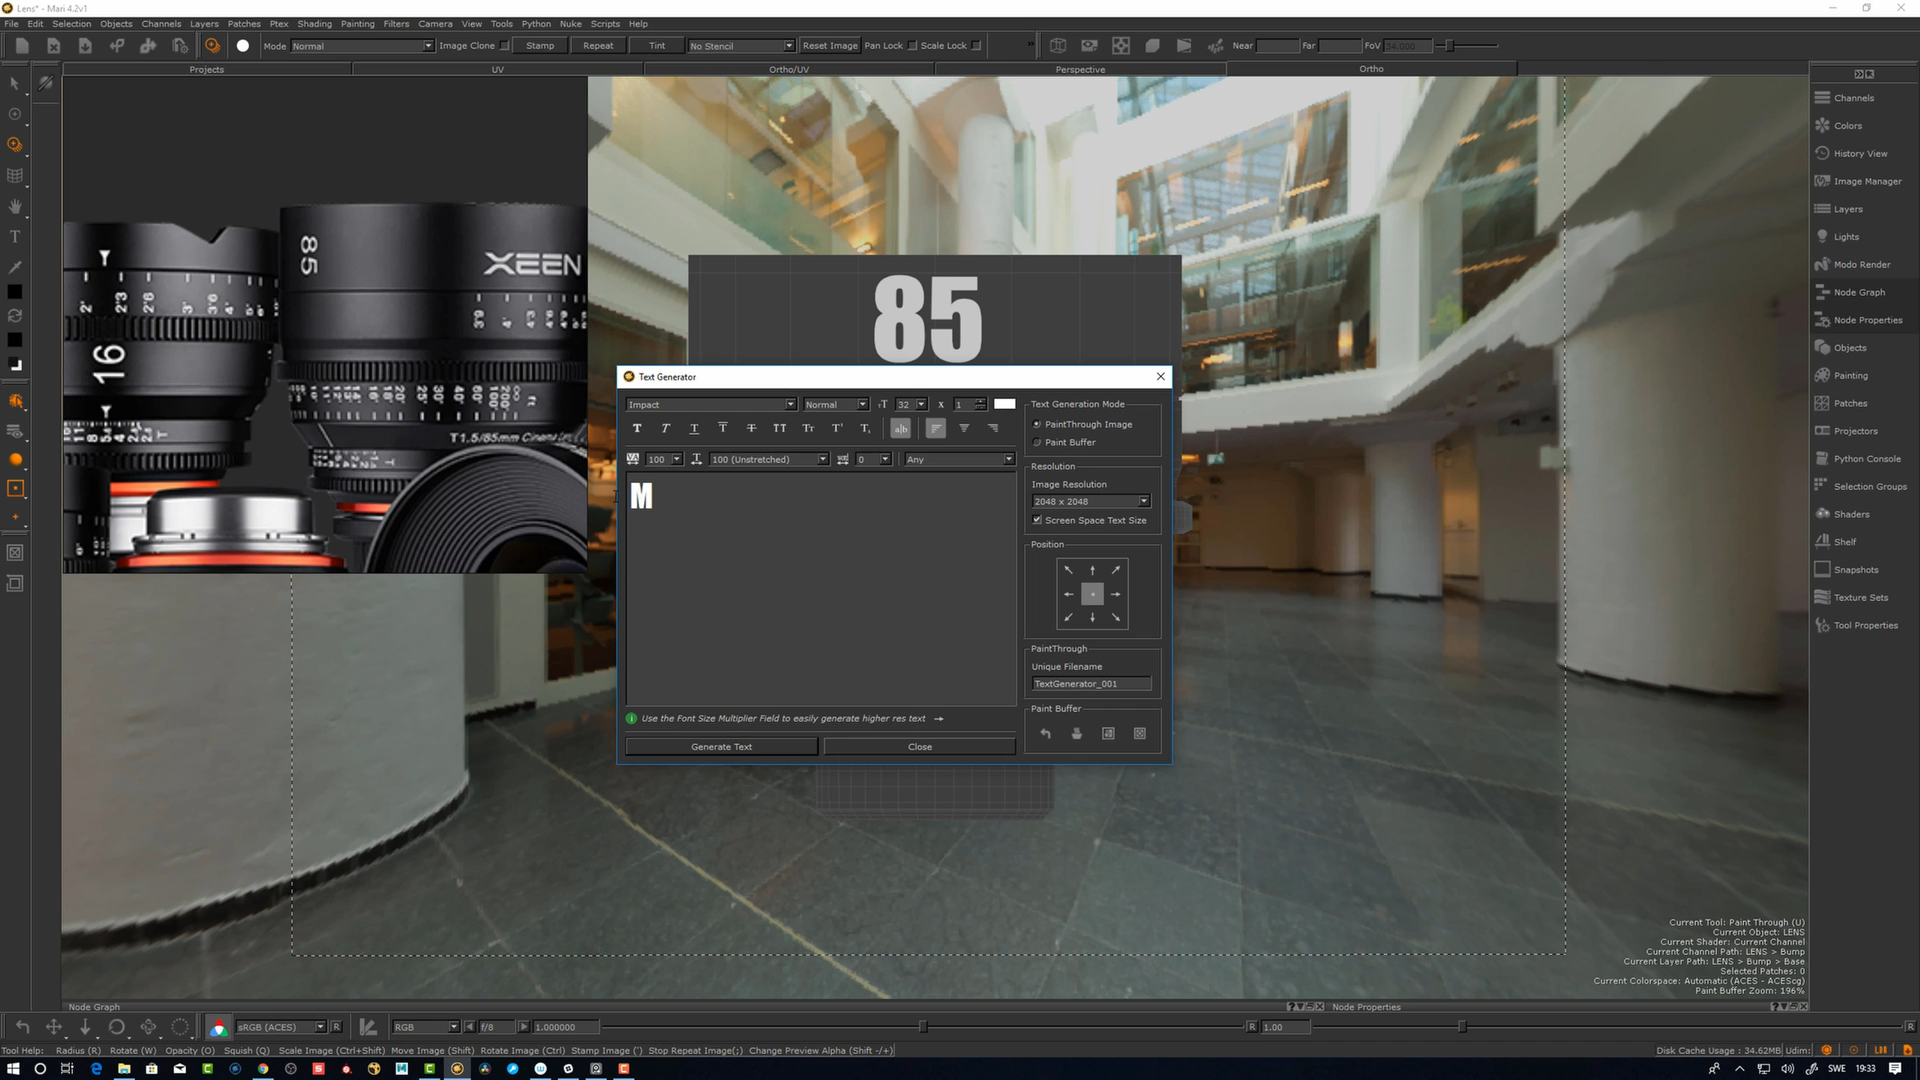 Lens* - Mari 4.2v1
File Edit Selection Objects Channels Layers Patches Ptex Shading Painting Filters Camera View Tools Python Nuke Scripts Help
Mode Normal Image Clone Stamp Repeat Tint No Stencil Reset Image Pan Lock Scale Lock Near Far FoV 34.000
Projects UV Ortho/UV Perspective Ortho
Channels
Colors
History View
Image Manager
Layers
Lights
Modo Render
Node Graph
Node Properties
Objects
Painting
Patches
Projectors
Python Console
Selection Groups
Shaders
Shelf
Snapshots
Texture Sets
Tool Properties
85
XEEN
16
T1.5/85mm Cinema
85
Text Generator
Impact Normal 32 x 1
100 100 (Unstretched) 0 Any
M
Use the Font Size Multiplier Field to easily generate higher res text
Generate Text Close
Text Generation Mode
PaintThrough Image
Paint Buffer
Resolution
Image Resolution
2048 x 2048
Screen Space Text Size
Position
PaintThrough
Unique Filename
TextGenerator_001
Paint Buffer
Current Tool: Paint Through (U)
Current Object: LENS
Current Shader: Current Channel
Current Channel Path: LENS > Bump
Current Layer Path: LENS > Bump > Base
Selected Patches: 0
Current Colorspace: Automatic (ACES - ACEScg)
Paint Buffer Zoom: 196%
Node Graph Node Properties
sRGB (ACES) R RGB f/8 1.000000 R 1.00 R
Tool Help: Radius (R) Rotate (W) Opacity (O) Squish (Q) Scale Image (Ctrl+Shift) Move Image (Shift) Rotate Image (Ctrl) Stamp Image (') Stop Repeat Image(;) Change Preview Alpha (Shift -/+) Disk Cache Usage : 34.62MB Udim:
SWE 19:33